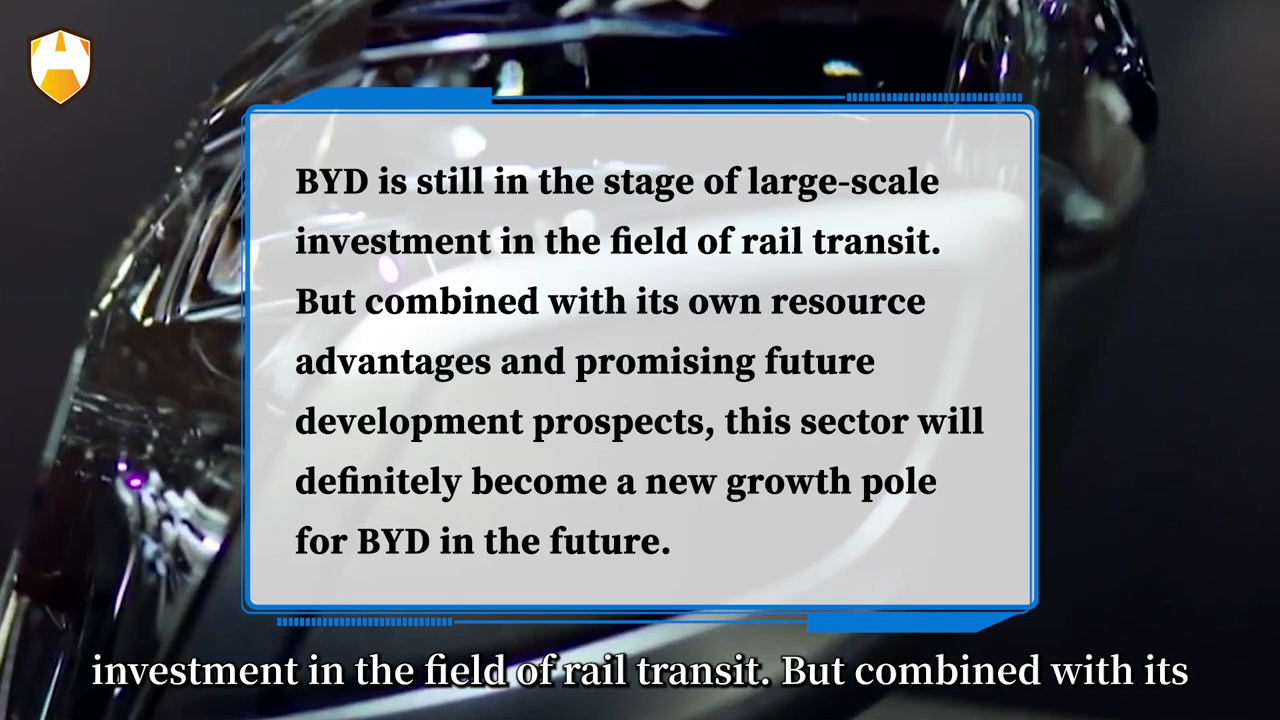 BYD is still in the stage of large-scale
investment in the field of rail transit.
But combined with its own resource
advantages and promising future
development prospects, this sector will
definitely become a new growth pole
for BYD in the future.
investment in the field of rail transit. But combined with its